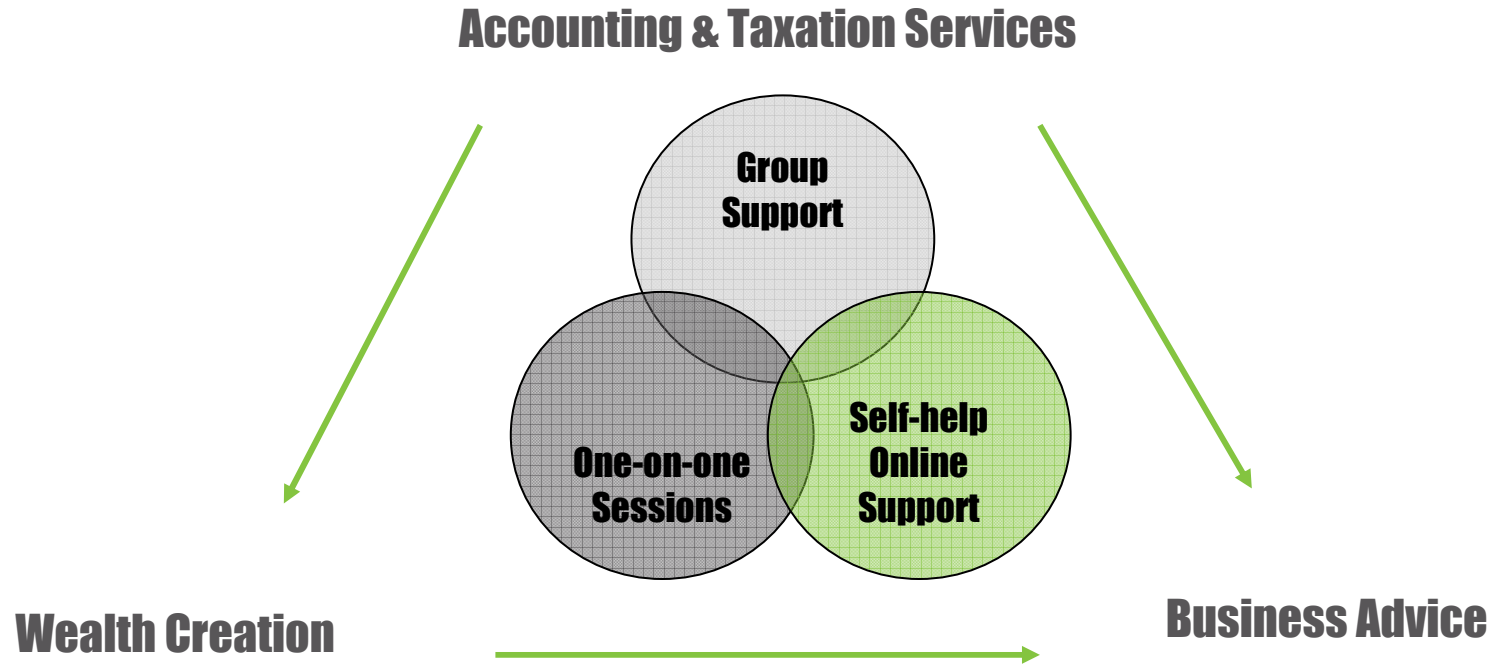 Accounting & Taxation Services
Group
Support
One-on-one
Sessions
Self-help
Online
Support
Wealth Creation
Business Advice